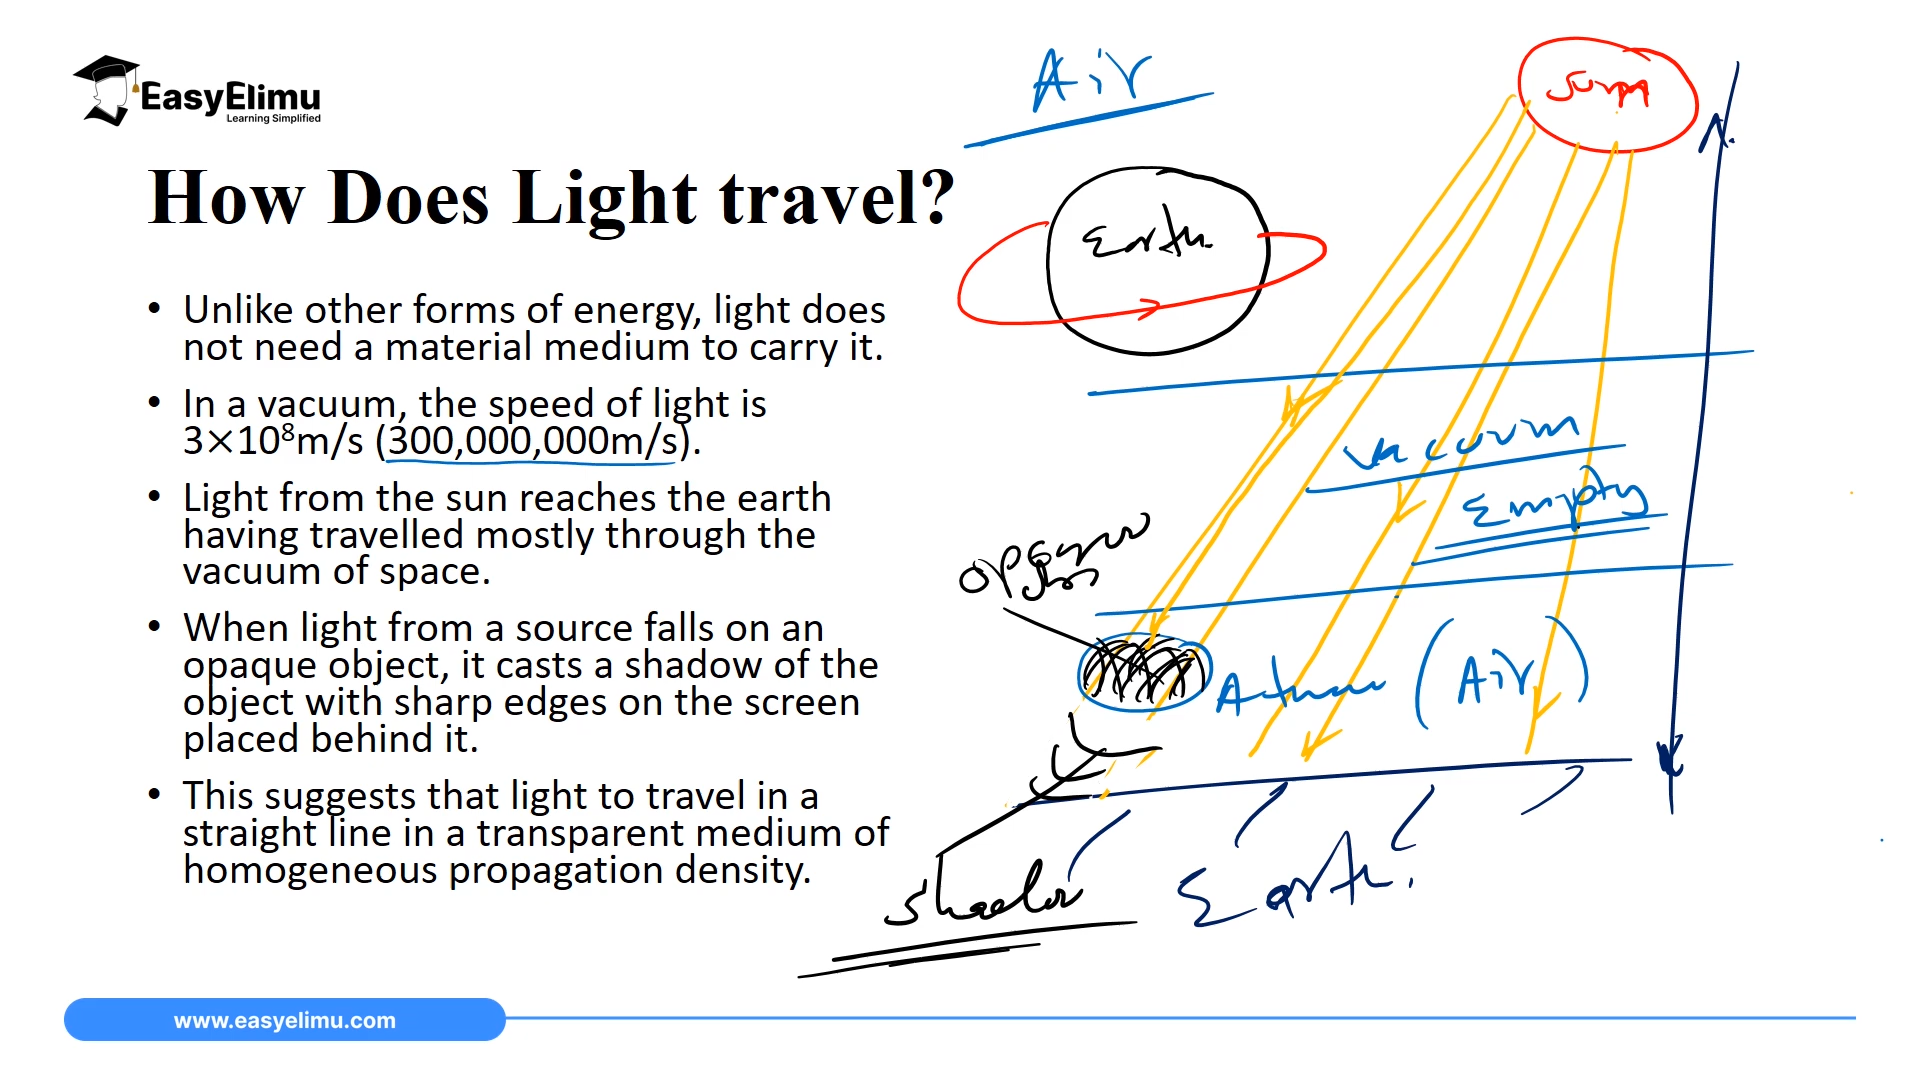 EasyElimu
Learning Simplified
How Does Light travel?
• Unlike other forms of energy, light does
not need a material medium to carry it.
• In a vacuum, the speed of light is
3×10⁸m/s (300,000,000m/s).
• Light from the sun reaches the earth
having travelled mostly through the
vacuum of space.
• When light from a source falls on an
opaque object, it casts a shadow of the
object with sharp edges on the screen
placed behind it.
• This suggests that light to travel in a
straight line in a transparent medium of
homogeneous propagation density.
Air
Sun
Earth
Vacuum
Empty
(Air)
Earth
www.easyelimu.com